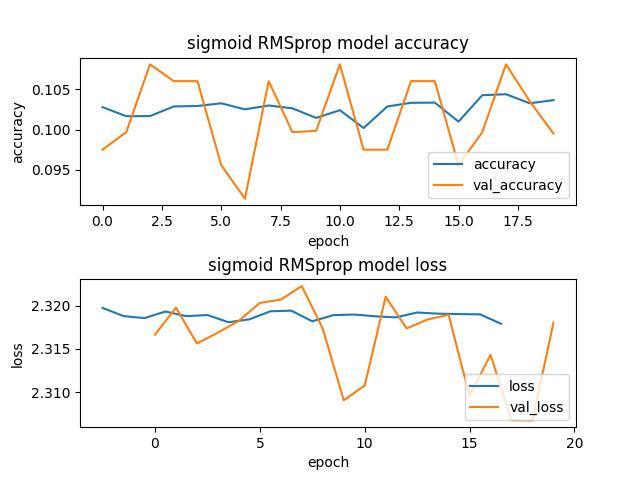 sigmoid RMSprop model accuracy
0.105
0.100
0.095
accuracy
accuracy
val_accuracy
0.0 2.5 5.0 7.5 10.0 12.5 15.0 17.5
epoch
sigmoid RMSprop model loss
2.320
2.315
2.310
loss
loss
val_loss
0 5 10 15 20
epoch